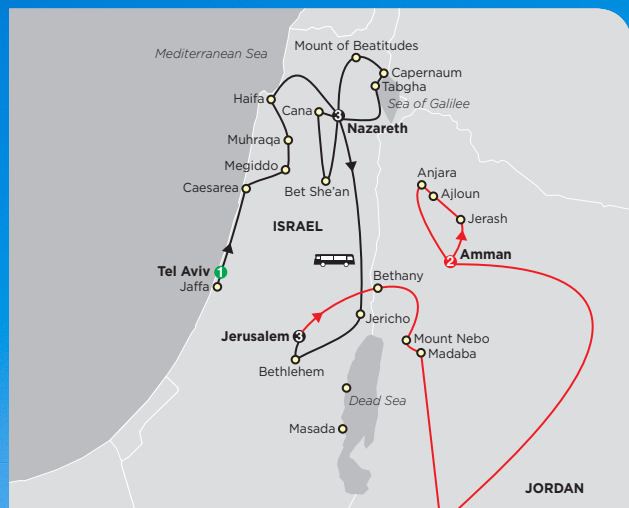 Mount of Beatitudes
Mediterranean Sea
Capernaum
Tabgha
Haifa
Sea of Galilee
Cana
3
Nazareth
Muhraqa
Megiddo
Anjara
Caesarea
Bet She'an
Ajloun
Jerash
ISRAEL
Amman
2
Tel Aviv 1
Jaffa
Bethany
Jericho
Jerusalem 3
Mount Nebo
Madaba
Bethlehem
Dead Sea
Masada
JORDAN